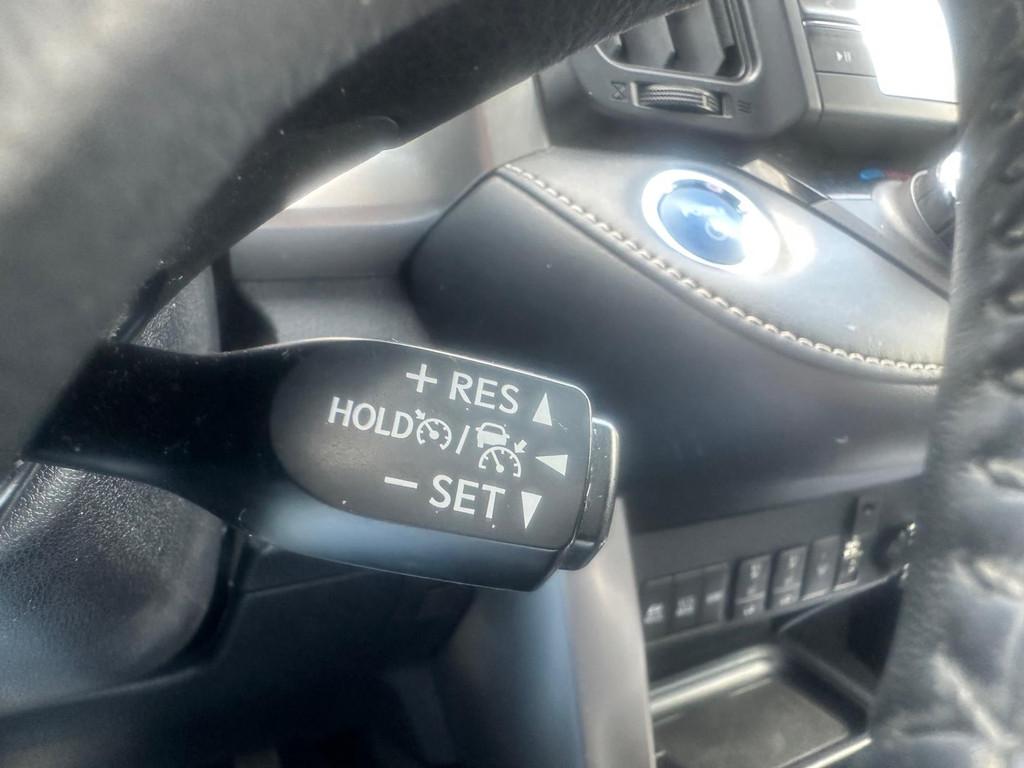 + RES
HOLD /
− SET